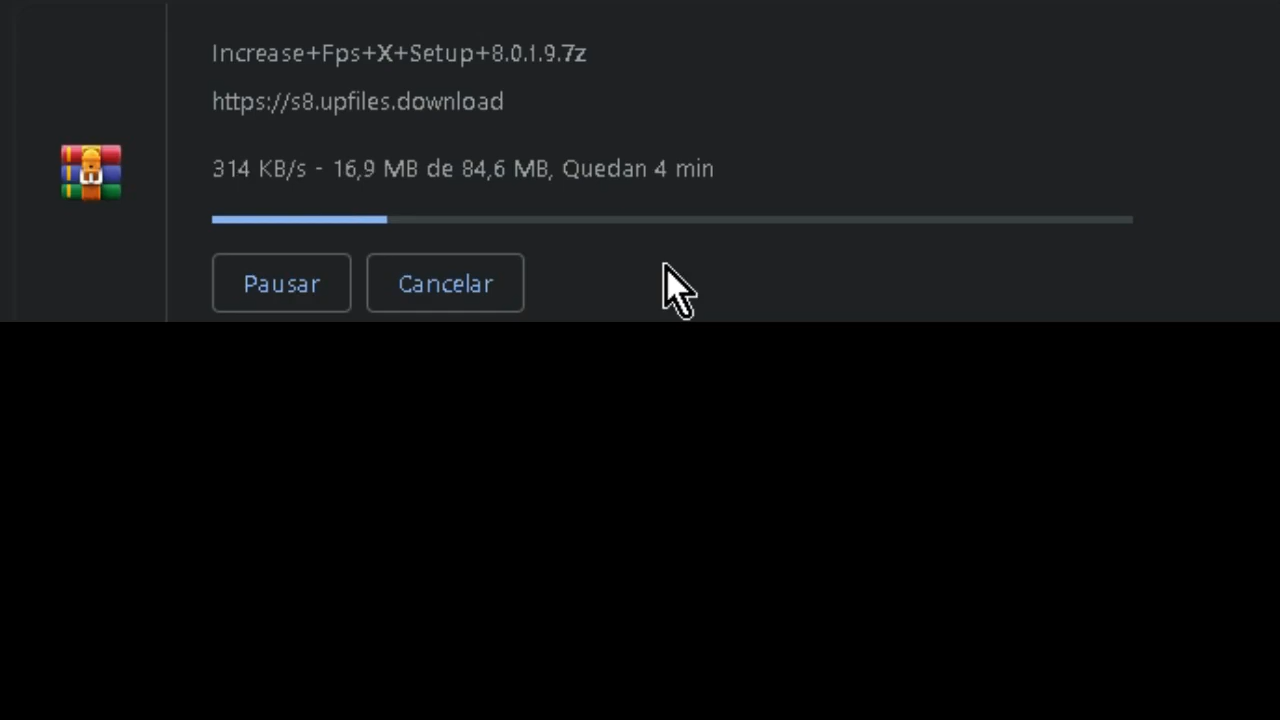 Increase+Fps+X+Setup+8.0.1.9.7z
https://s8.upfiles.download
314 KB/s - 16,9 MB de 84,6 MB, Quedan 4 min
Pausar
Cancelar